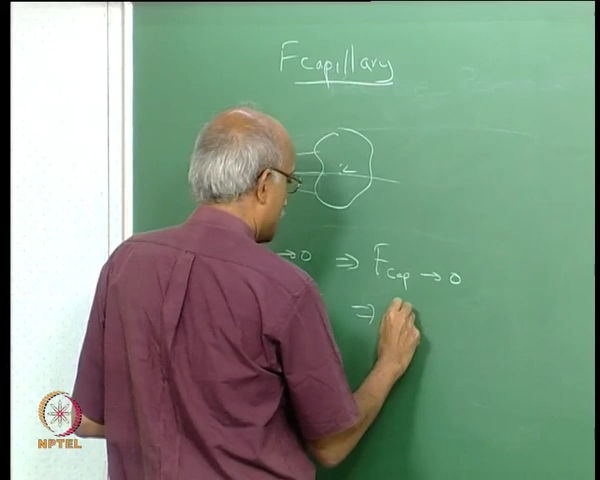 Fcapillary
→ 0 ⇒ Fcap → 0
⇒
NPTEL